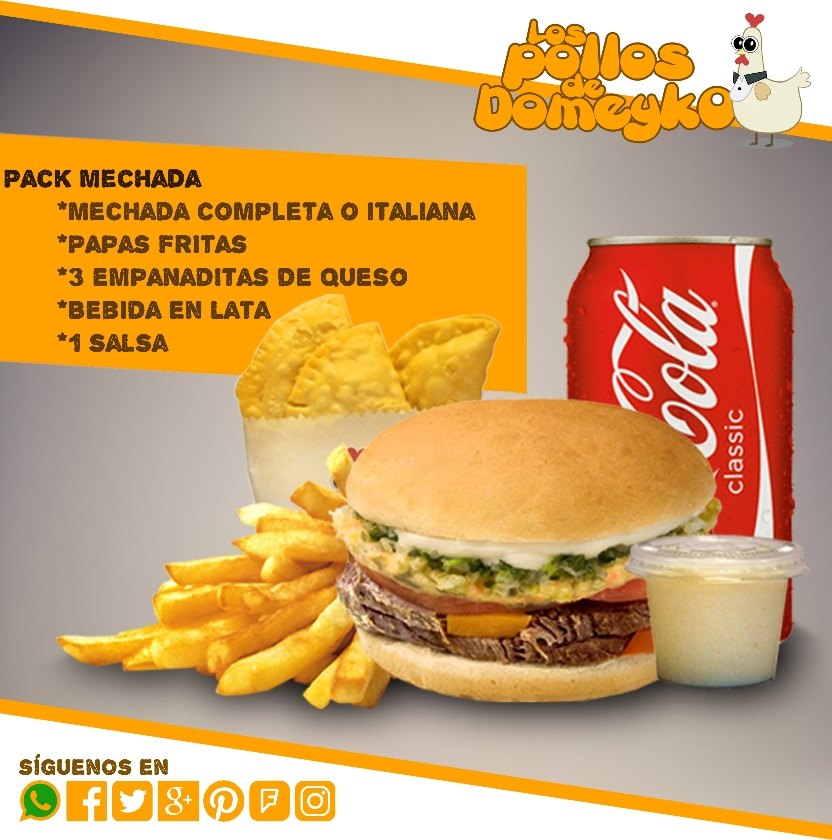 Los
pollos
de
Domeyko
PACK MECHADA
*MECHADA COMPLETA O ITALIANA
*PAPAS FRITAS
*3 EMPANADITAS DE QUESO
*BEBIDA EN LATA
*1 SALSA
Cola
classic
SÍGUENOS EN